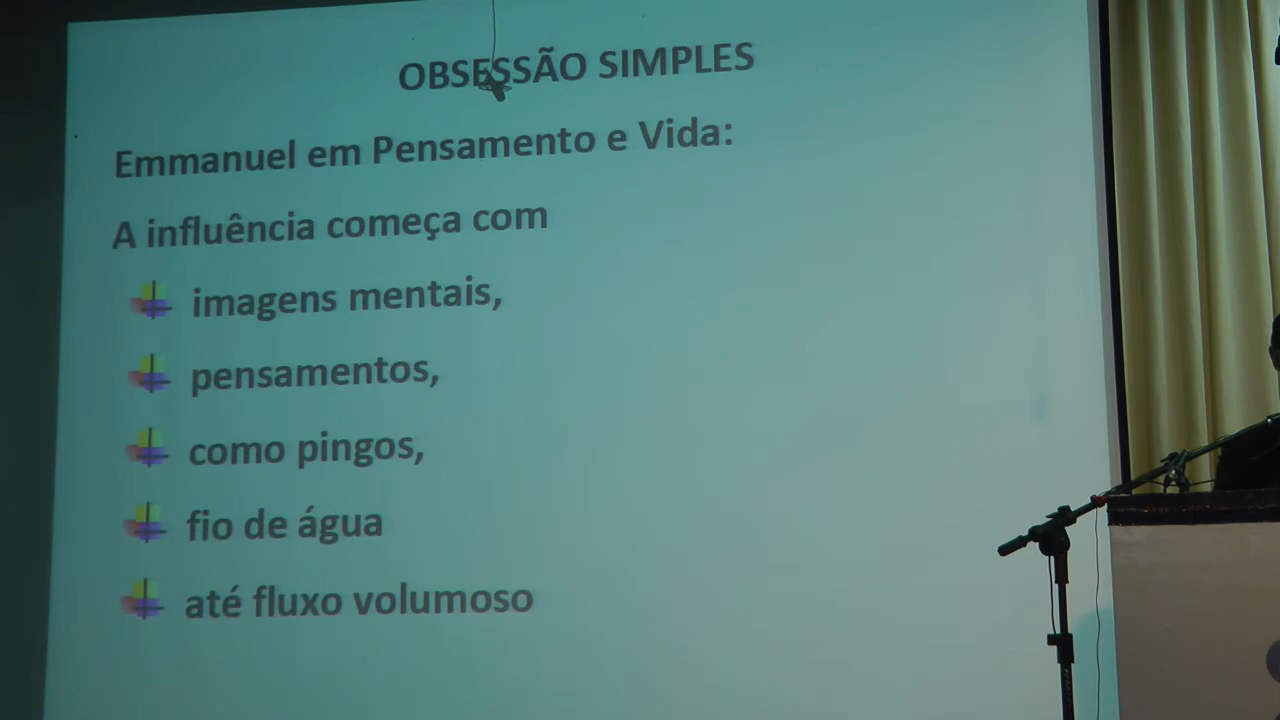 OBSESSÃO SIMPLES
Emmanuel em Pensamento e Vida:
A influência começa com
imagens mentais,
pensamentos,
como pingos,
fio de água
até fluxo volumoso